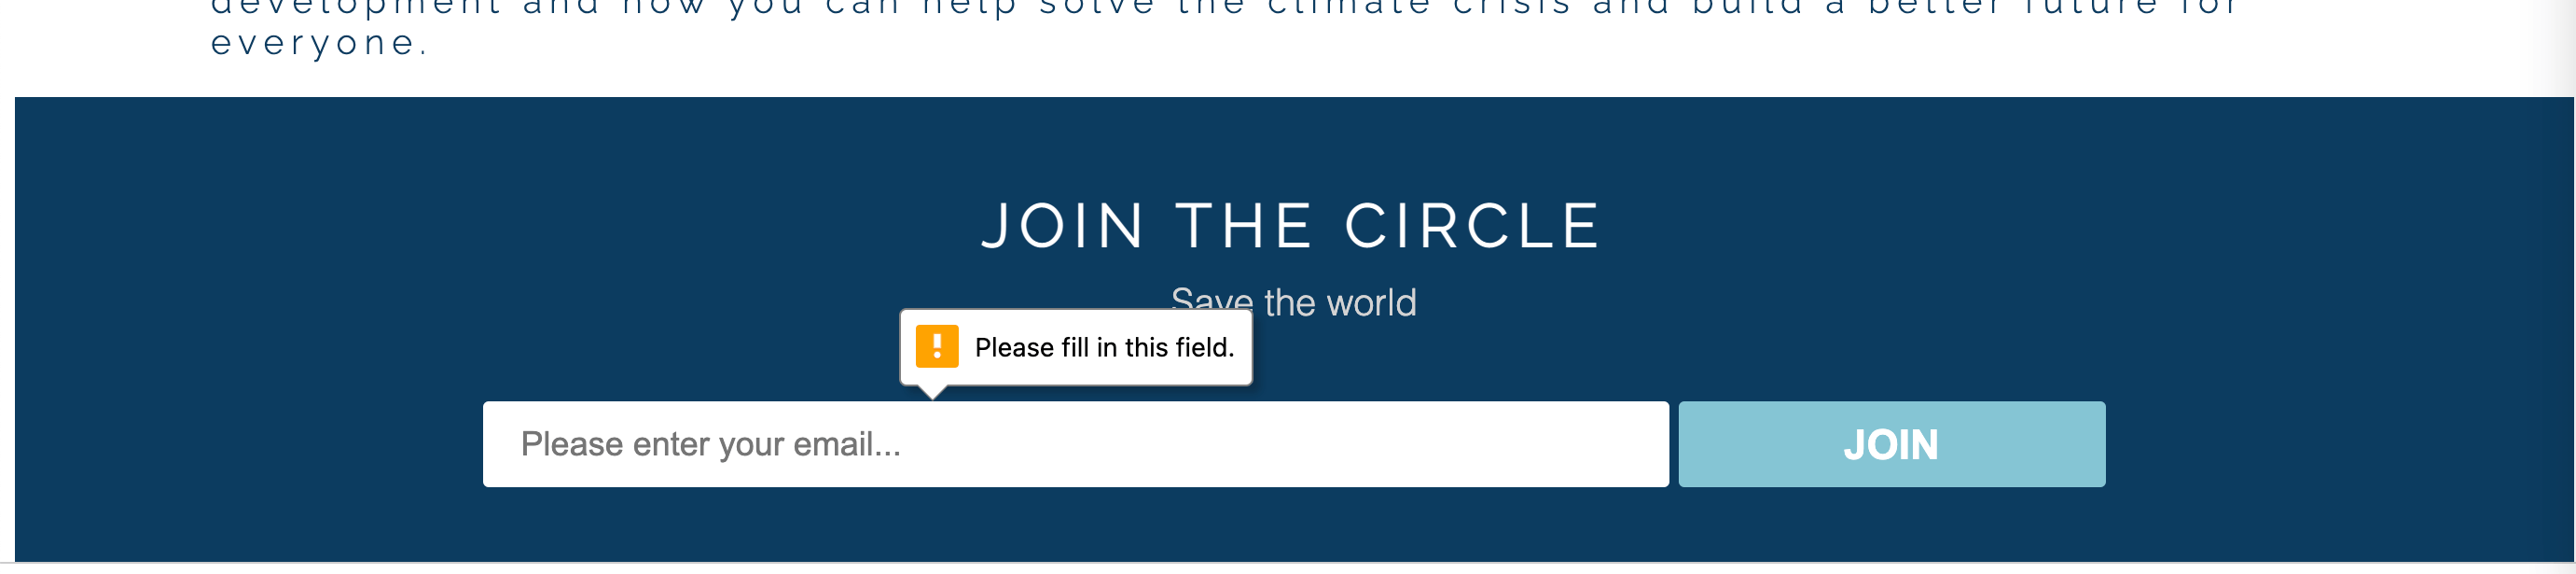 development and how you can help solve the climate crisis and build a better future for
everyone.
JOIN THE CIRCLE
Save the world
Please fill in this field.
Please enter your email...
JOIN